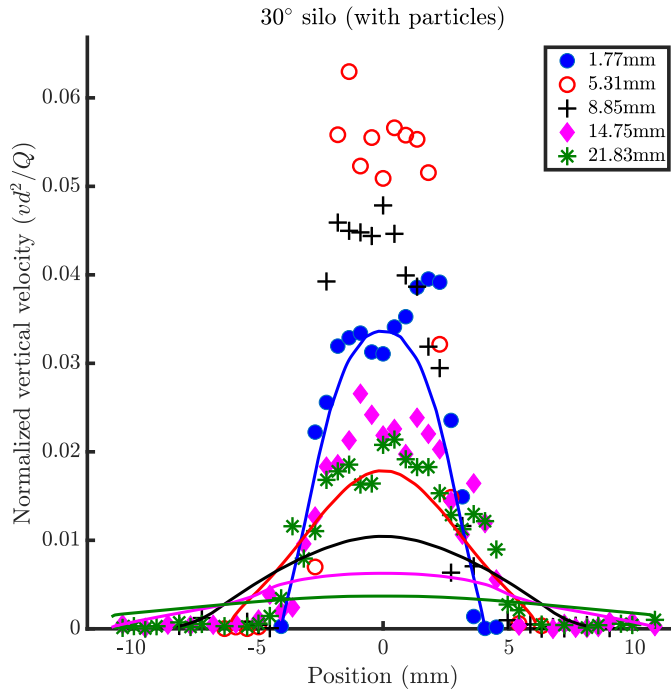 30° silo (with particles)
1.77mm
5.31mm
8.85mm
14.75mm
21.83mm
Normalized vertical velocity (vd²/Q)
0.06
0.05
0.04
0.03
0.02
0.01
0
-10 -5 0 5 10
Position (mm)